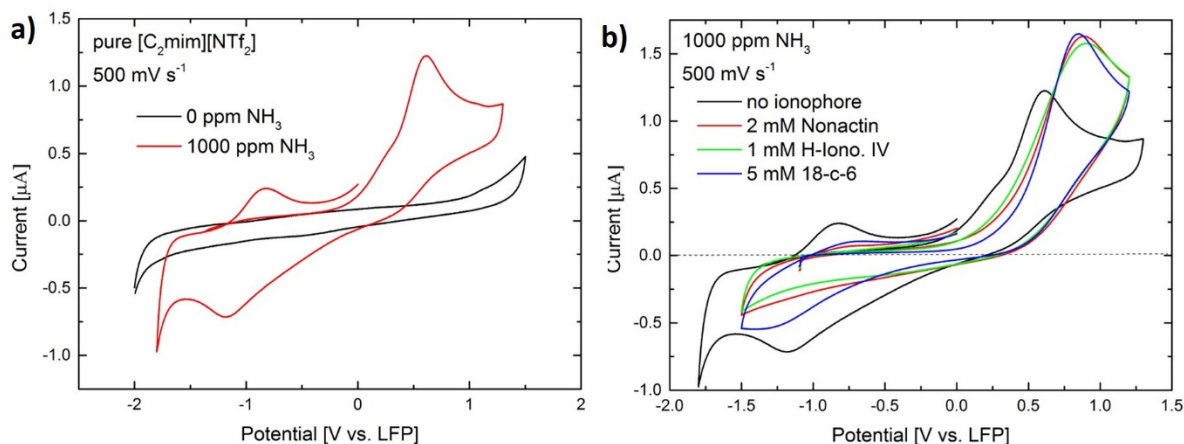 a)
pure [C₂mim][NTf₂]
500 mV s⁻¹
0 ppm NH₃
1000 ppm NH₃
1.5
1.0
0.5
0.0
-0.5
-1.0
Current [µA]
-2
-1
0
1
2
Potential [V vs. LFP]
b)
1000 ppm NH₃
500 mV s⁻¹
no ionophore
2 mM Nonactin
1 mM H-Iono. IV
5 mM 18-c-6
1.5
1.0
0.5
0.0
-0.5
-1.0
Current [µA]
-2.0
-1.5
-1.0
-0.5
0.0
0.5
1.0
1.5
Potential [V vs. LFP]